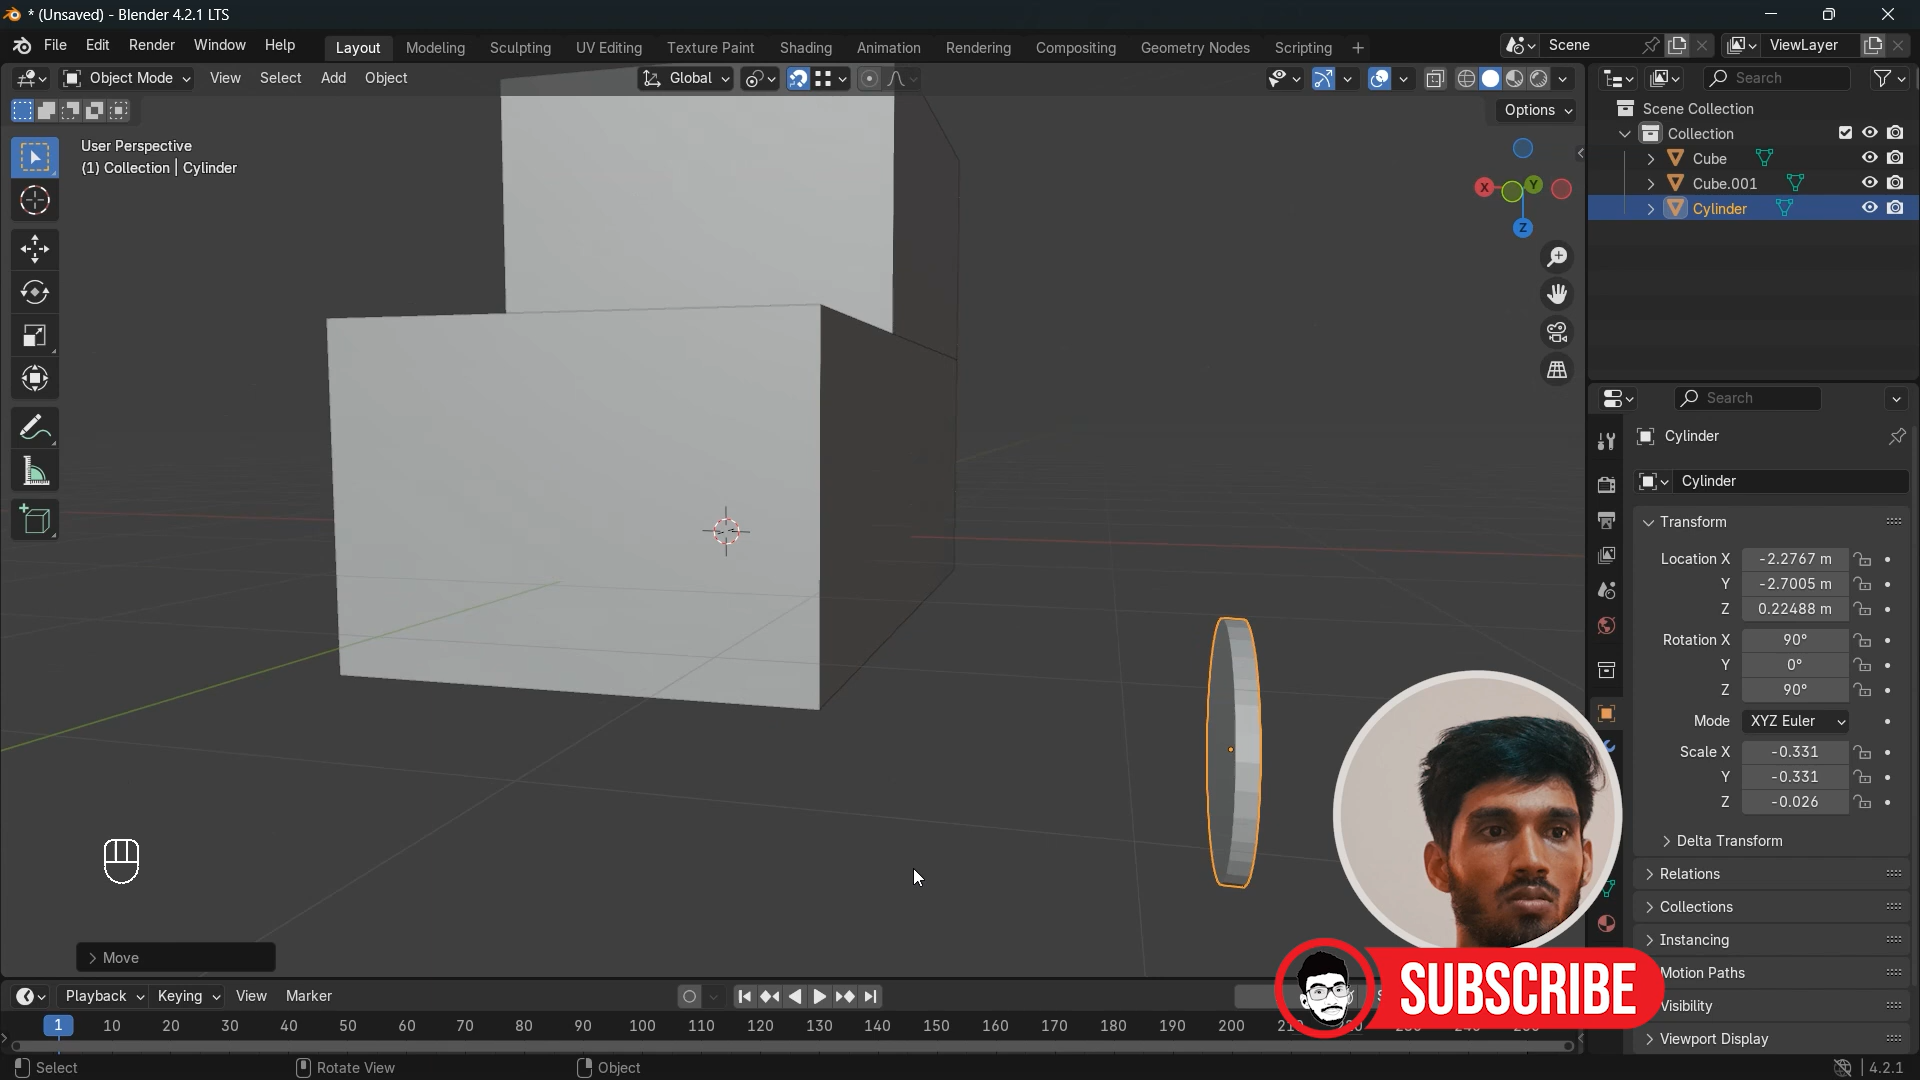 * (Unsaved) - Blender 4.2.1 LTS
File Edit Render Window Help Layout Modeling Sculpting UV Editing Texture Paint Shading Animation Rendering Compositing Geometry Nodes Scripting + Scene ViewLayer
Object Mode View Select Add Object Global Search
Options
User Perspective
(1) Collection | Cylinder
Scene Collection
Collection
Cube
Cube.001
Cylinder
X Y
Z
Search
Cylinder
Cylinder
Transform
Location X -2.2767 m
Y -2.7005 m
Z 0.22488 m
Rotation X 90°
Y 0°
Z 90°
Mode XYZ Euler
Scale X -0.331
Y -0.331
Z -0.026
Delta Transform
Relations
Collections
Instancing
Motion Paths
Visibility
Viewport Display
Move
SUBSCRIBE
Playback Keying View Marker
1 10 20 30 40 50 60 70 80 90 100 110 120 130 140 150 160 170 180 190 200
Select Rotate View Object 4.2.1